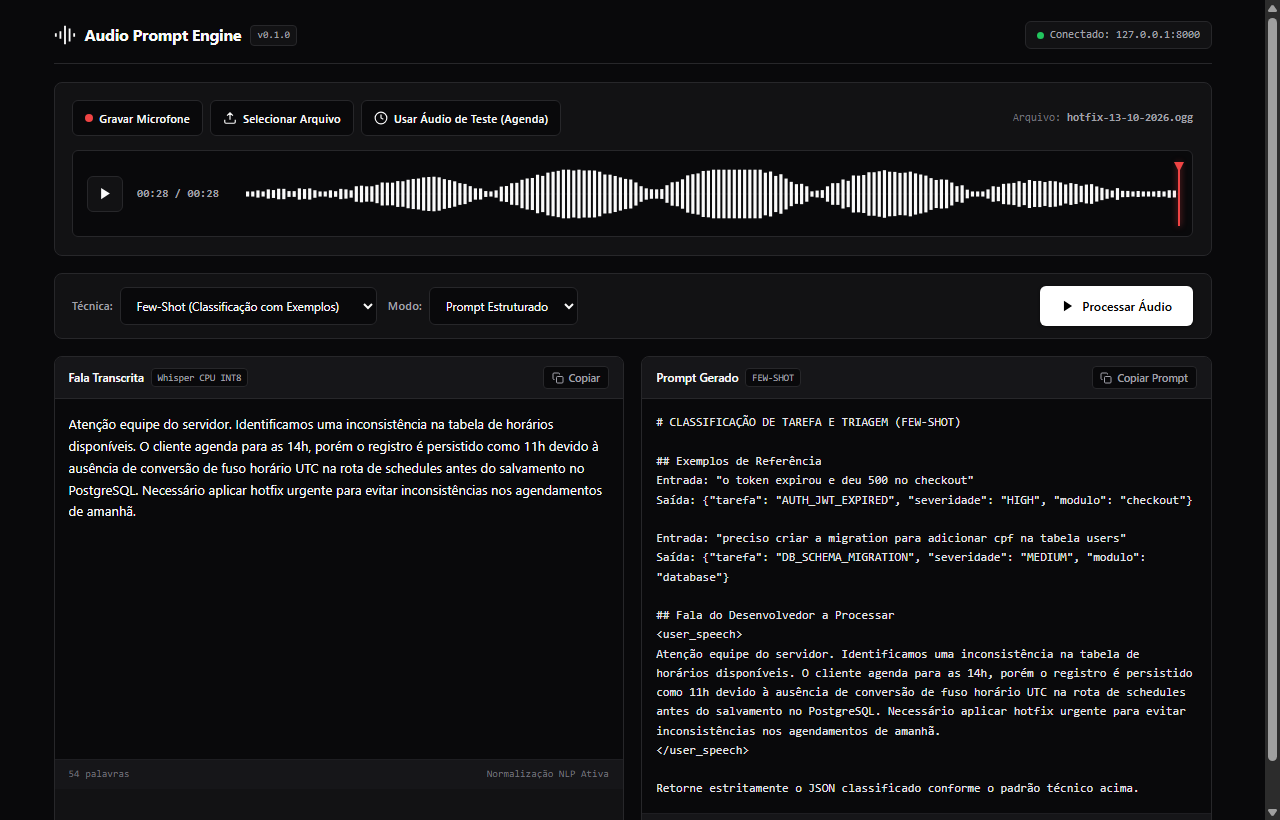 Audio Prompt Engine v0.1.0
Conectado: 127.0.0.1:8000
Gravar Microfone
Selecionar Arquivo
Usar Áudio de Teste (Agenda)
Arquivo: hotfix-13-10-2026.ogg
00:28 / 00:28
Técnica: Few-Shot (Classificação com Exemplos)
Modo: Prompt Estruturado
Processar Áudio
Fala Transcrita Whisper CPU INT8
Copiar
Atenção equipe do servidor. Identificamos uma inconsistência na tabela de horários
disponíveis. O cliente agenda para as 14h, porém o registro é persistido como 11h devido à
ausência de conversão de fuso horário UTC na rota de schedules antes do salvamento no
PostgreSQL. Necessário aplicar hotfix urgente para evitar inconsistências nos agendamentos
de amanhã.
54 palavras
Normalização NLP Ativa
Prompt Gerado FEW-SHOT
Copiar Prompt
# CLASSIFICAÇÃO DE TAREFA E TRIAGEM (FEW-SHOT)
## Exemplos de Referência
Entrada: "o token expirou e deu 500 no checkout"
Saída: {"tarefa": "AUTH_JWT_EXPIRED", "severidade": "HIGH", "modulo": "checkout"}
Entrada: "preciso criar a migration para adicionar cpf na tabela users"
Saída: {"tarefa": "DB_SCHEMA_MIGRATION", "severidade": "MEDIUM", "modulo":
"database"}
## Fala do Desenvolvedor a Processar
<user_speech>
Atenção equipe do servidor. Identificamos uma inconsistência na tabela de
horários disponíveis. O cliente agenda para as 14h, porém o registro é persistido
como 11h devido à ausência de conversão de fuso horário UTC na rota de schedules
antes do salvamento no PostgreSQL. Necessário aplicar hotfix urgente para evitar
inconsistências nos agendamentos de amanhã.
</user_speech>
Retorne estritamente o JSON classificado conforme o padrão técnico acima.